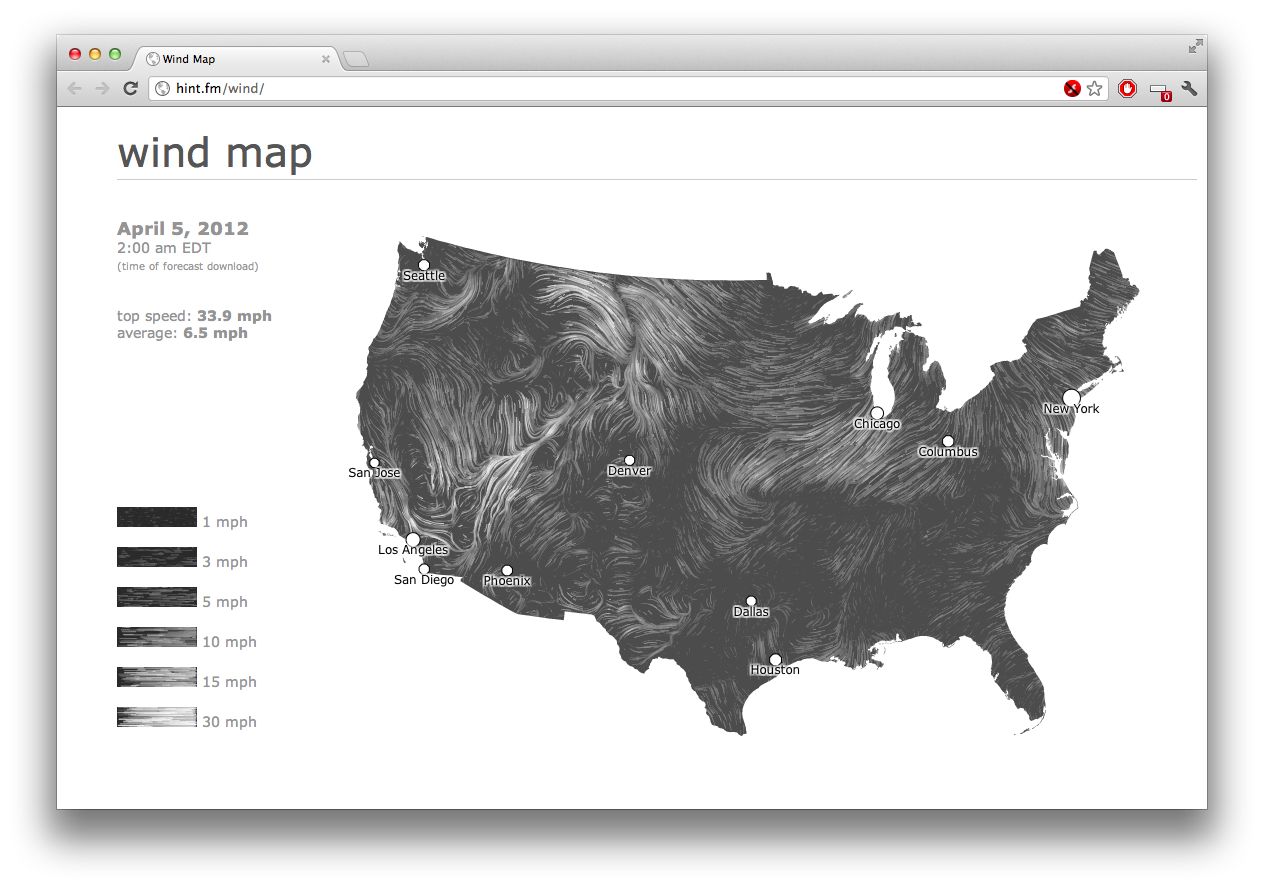 Wind Map
hint.fm/wind/
0
wind map
April 5, 2012
2:00 am EDT
(time of forecast download)
top speed: 33.9 mph
average: 6.5 mph
1 mph
3 mph
5 mph
10 mph
15 mph
30 mph
Seattle
New York
Chicago
Columbus
Denver
San Jose
Los Angeles
San Diego
Phoenix
Dallas
Houston